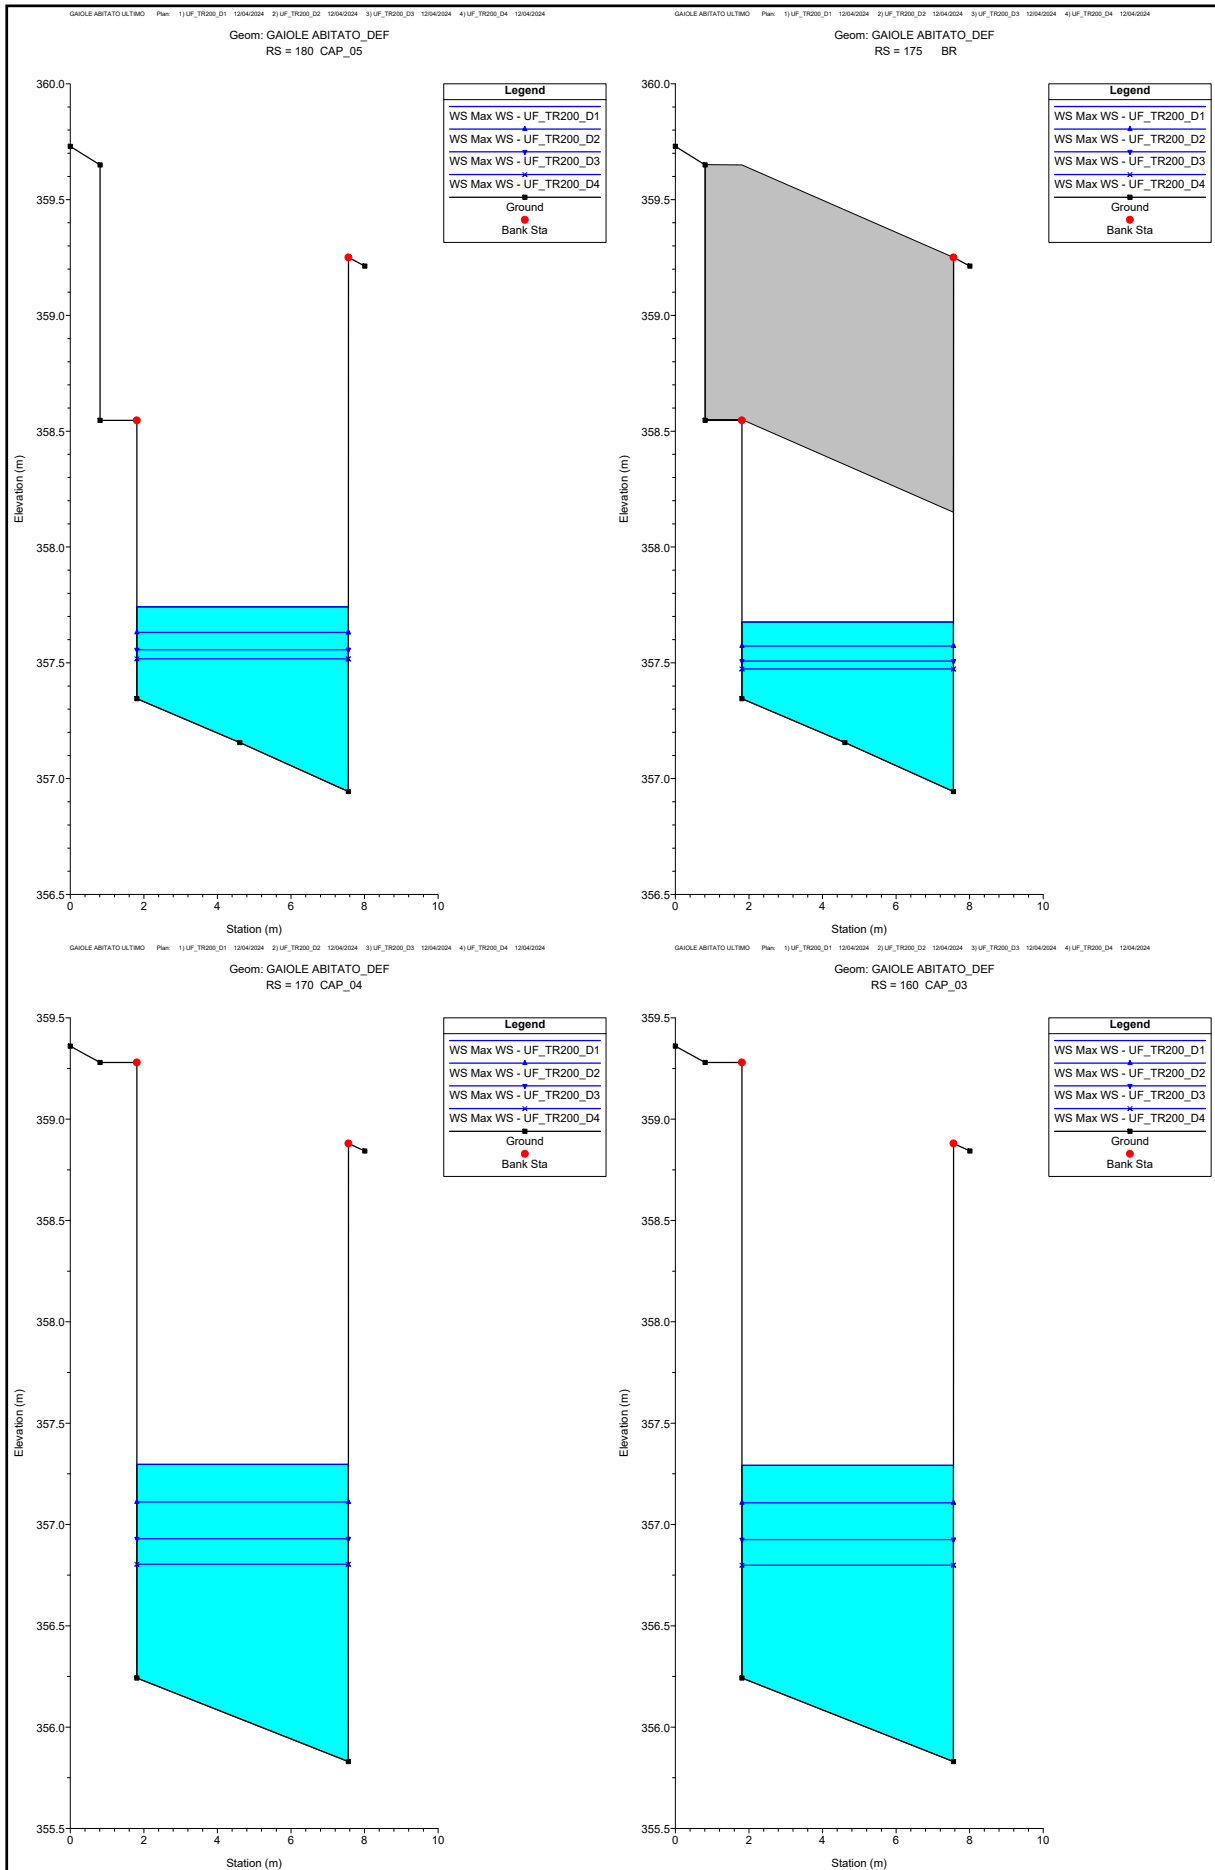 GAIOLE ABITATO ULTIMO Plan: 1) UF_TR200_D1 12/04/2024 2) UF_TR200_D2 12/04/2024 3) UF_TR200_D3 12/04/2024 4) UF_TR200_D4 12/04/2024
Geom: GAIOLE ABITATO_DEF
RS = 180 CAP_05
360.0
359.5
359.0
358.5
358.0
357.5
357.0
356.5
Elevation (m)
0 2 4 6 8 10
Station (m)
Legend
WS Max WS - UF_TR200_D1
WS Max WS - UF_TR200_D2
WS Max WS - UF_TR200_D3
WS Max WS - UF_TR200_D4
Ground
Bank Sta
GAIOLE ABITATO ULTIMO Plan: 1) UF_TR200_D1 12/04/2024 2) UF_TR200_D2 12/04/2024 3) UF_TR200_D3 12/04/2024 4) UF_TR200_D4 12/04/2024
Geom: GAIOLE ABITATO_DEF
RS = 175 BR
360.0
359.5
359.0
358.5
358.0
357.5
357.0
356.5
Elevation (m)
0 2 4 6 8 10
Station (m)
Legend
WS Max WS - UF_TR200_D1
WS Max WS - UF_TR200_D2
WS Max WS - UF_TR200_D3
WS Max WS - UF_TR200_D4
Ground
Bank Sta
GAIOLE ABITATO ULTIMO Plan: 1) UF_TR200_D1 12/04/2024 2) UF_TR200_D2 12/04/2024 3) UF_TR200_D3 12/04/2024 4) UF_TR200_D4 12/04/2024
Geom: GAIOLE ABITATO_DEF
RS = 170 CAP_04
359.5
359.0
358.5
358.0
357.5
357.0
356.5
356.0
355.5
Elevation (m)
0 2 4 6 8 10
Station (m)
Legend
WS Max WS - UF_TR200_D1
WS Max WS - UF_TR200_D2
WS Max WS - UF_TR200_D3
WS Max WS - UF_TR200_D4
Ground
Bank Sta
GAIOLE ABITATO ULTIMO Plan: 1) UF_TR200_D1 12/04/2024 2) UF_TR200_D2 12/04/2024 3) UF_TR200_D3 12/04/2024 4) UF_TR200_D4 12/04/2024
Geom: GAIOLE ABITATO_DEF
RS = 160 CAP_03
359.5
359.0
358.5
358.0
357.5
357.0
356.5
356.0
355.5
Elevation (m)
0 2 4 6 8 10
Station (m)
Legend
WS Max WS - UF_TR200_D1
WS Max WS - UF_TR200_D2
WS Max WS - UF_TR200_D3
WS Max WS - UF_TR200_D4
Ground
Bank Sta